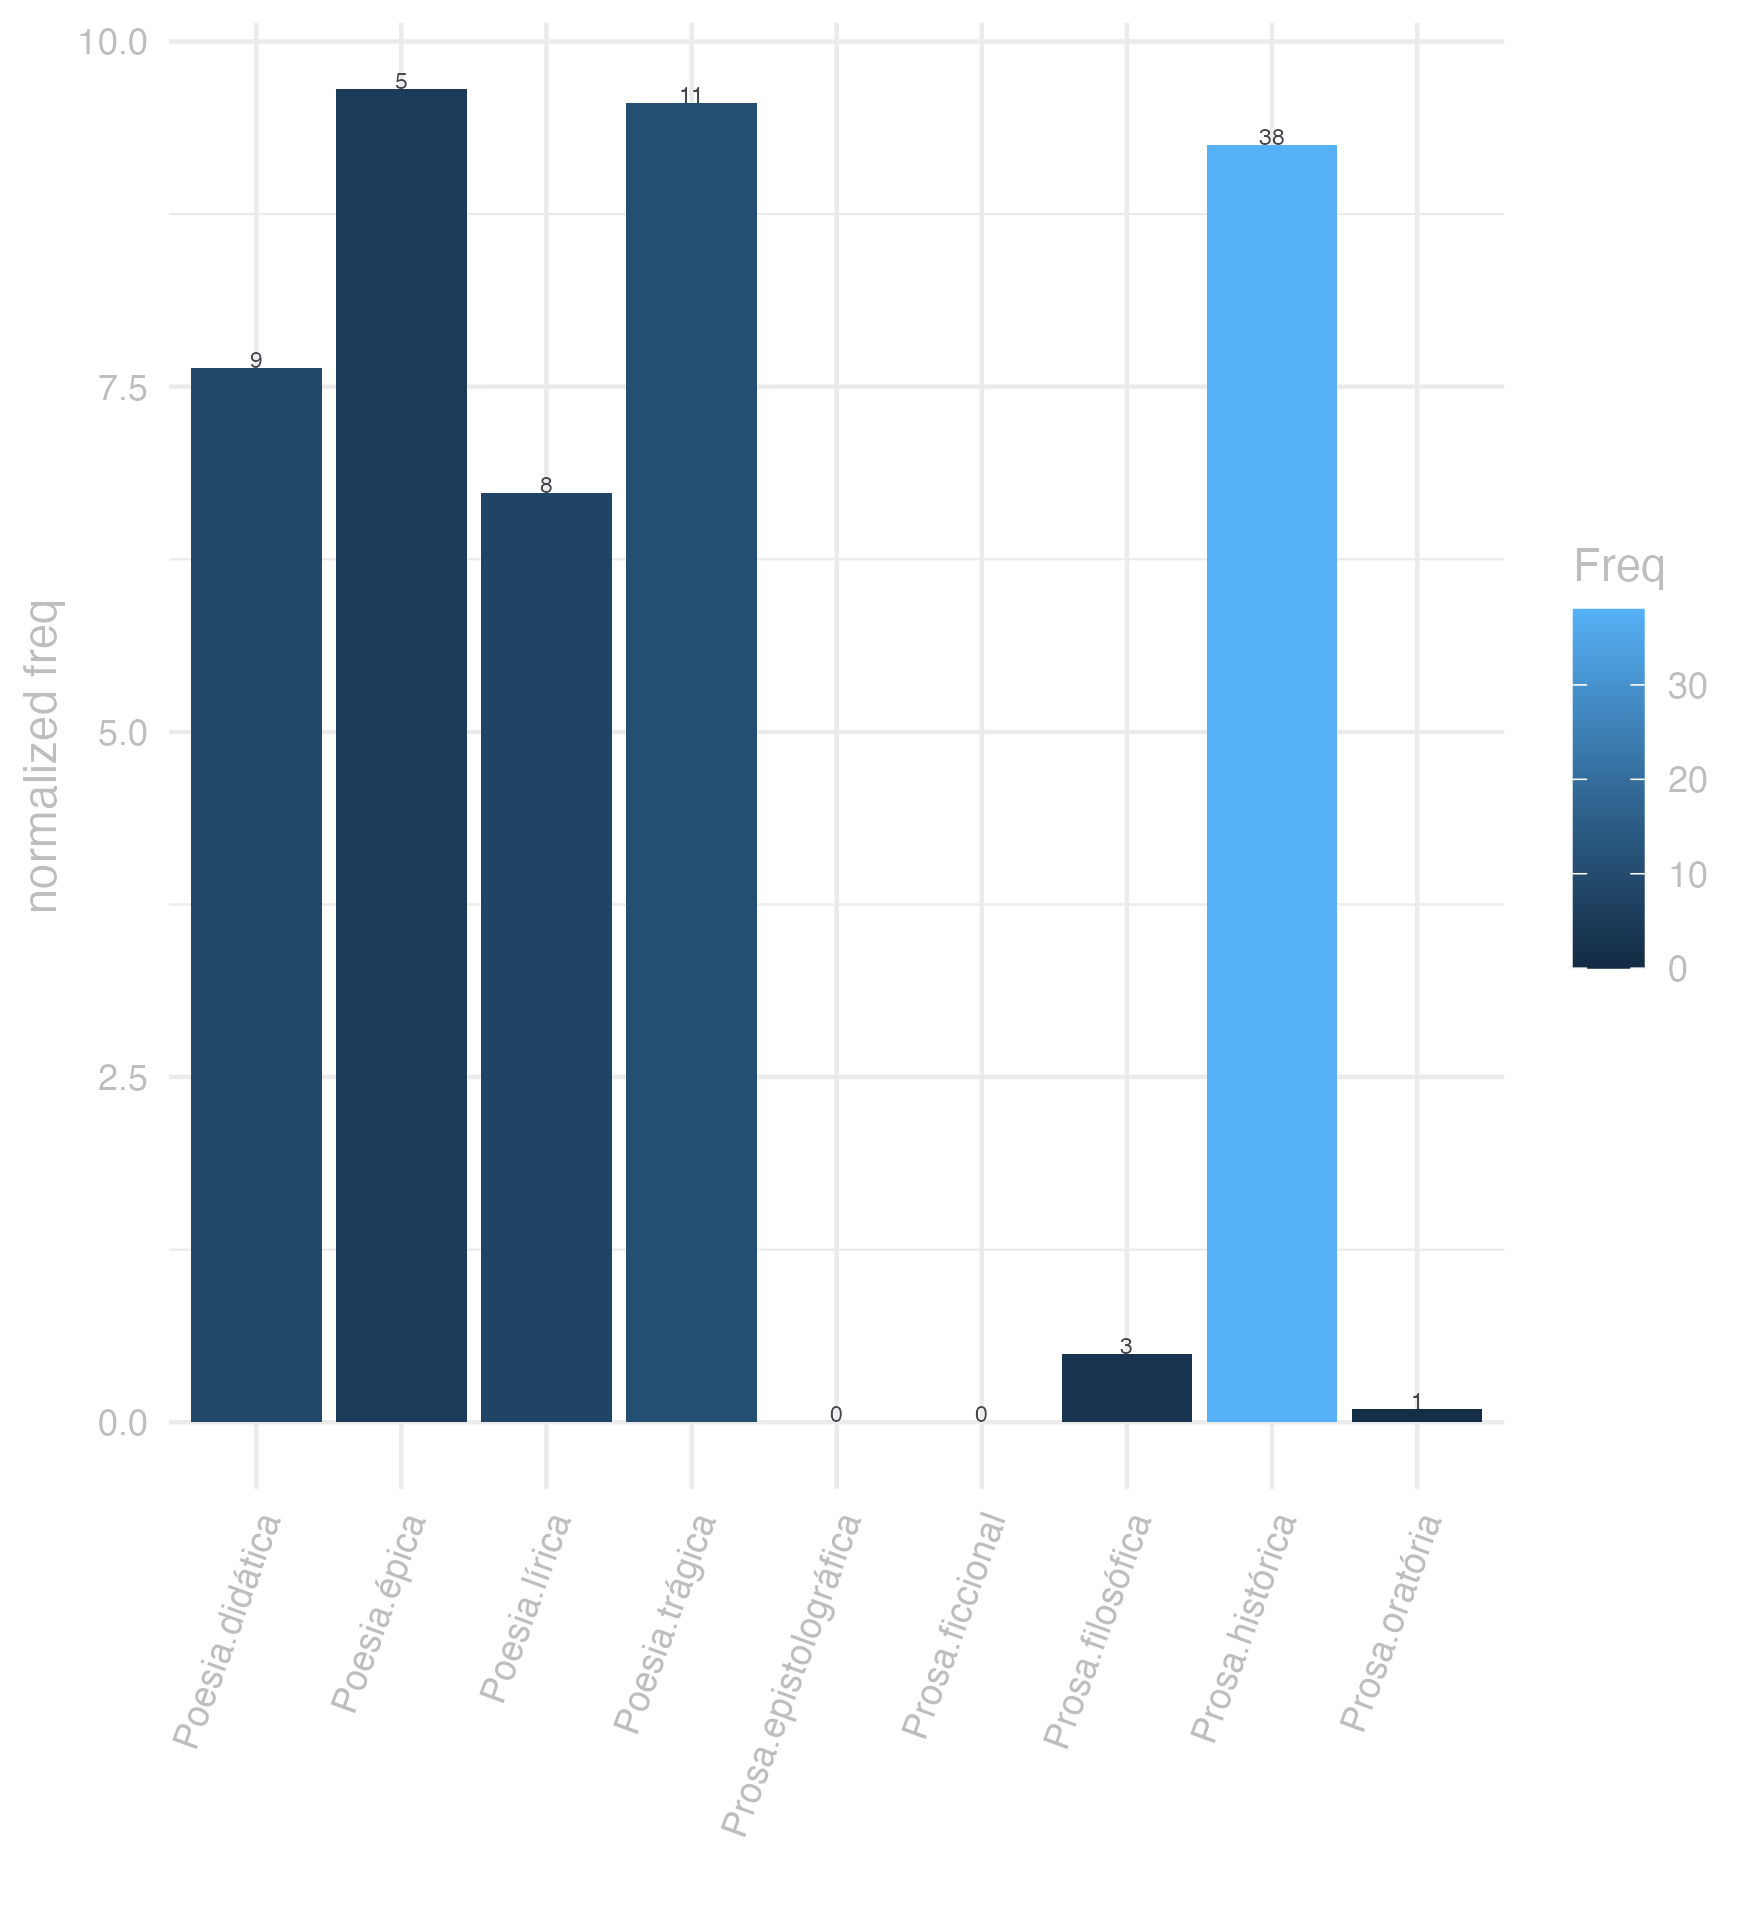 10.0
7.5
5.0
2.5
0.0
normalized freq
9
5
8
11
0
0
3
38
1
Poesia.didática
Poesia.épica
Poesia.lírica
Poesia.trágica
Prosa.epistolográfica
Prosa.ficcional
Prosa.filosófica
Prosa.histórica
Prosa.oratória
Freq
30
20
10
0